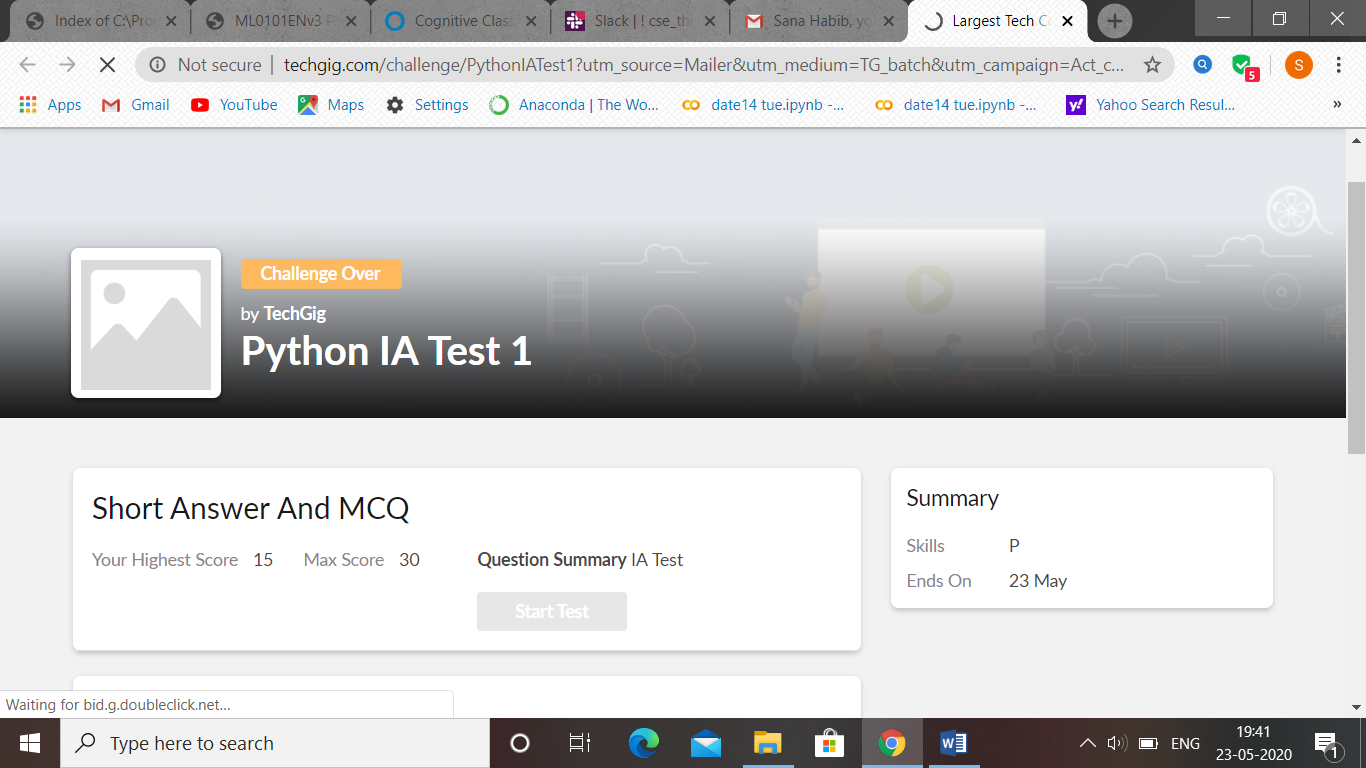 Index of C:\Pro
ML0101ENv3
Cognitive Class
Slack | ! cse_th
Sana Habib, yo
Largest Tech C
Not secure | techgig.com/challenge/PythonIATest1?utm_source=Mailer&utm_medium=TG_batch&utm_campaign=Act_c...
5
S
Apps
Gmail
YouTube
Maps
Settings
Anaconda | The Wo...
date14 tue.ipynb -...
date14 tue.ipynb -...
Yahoo Search Resul...
»
Challenge Over
by TechGig
Python IA Test 1
Short Answer And MCQ
Your Highest Score 15 Max Score 30 Question Summary IA Test
Start Test
Summary
Skills P
Ends On 23 May
Waiting for bid.g.doubleclick.net...
Type here to search
ENG
19:41
23-05-2020
1